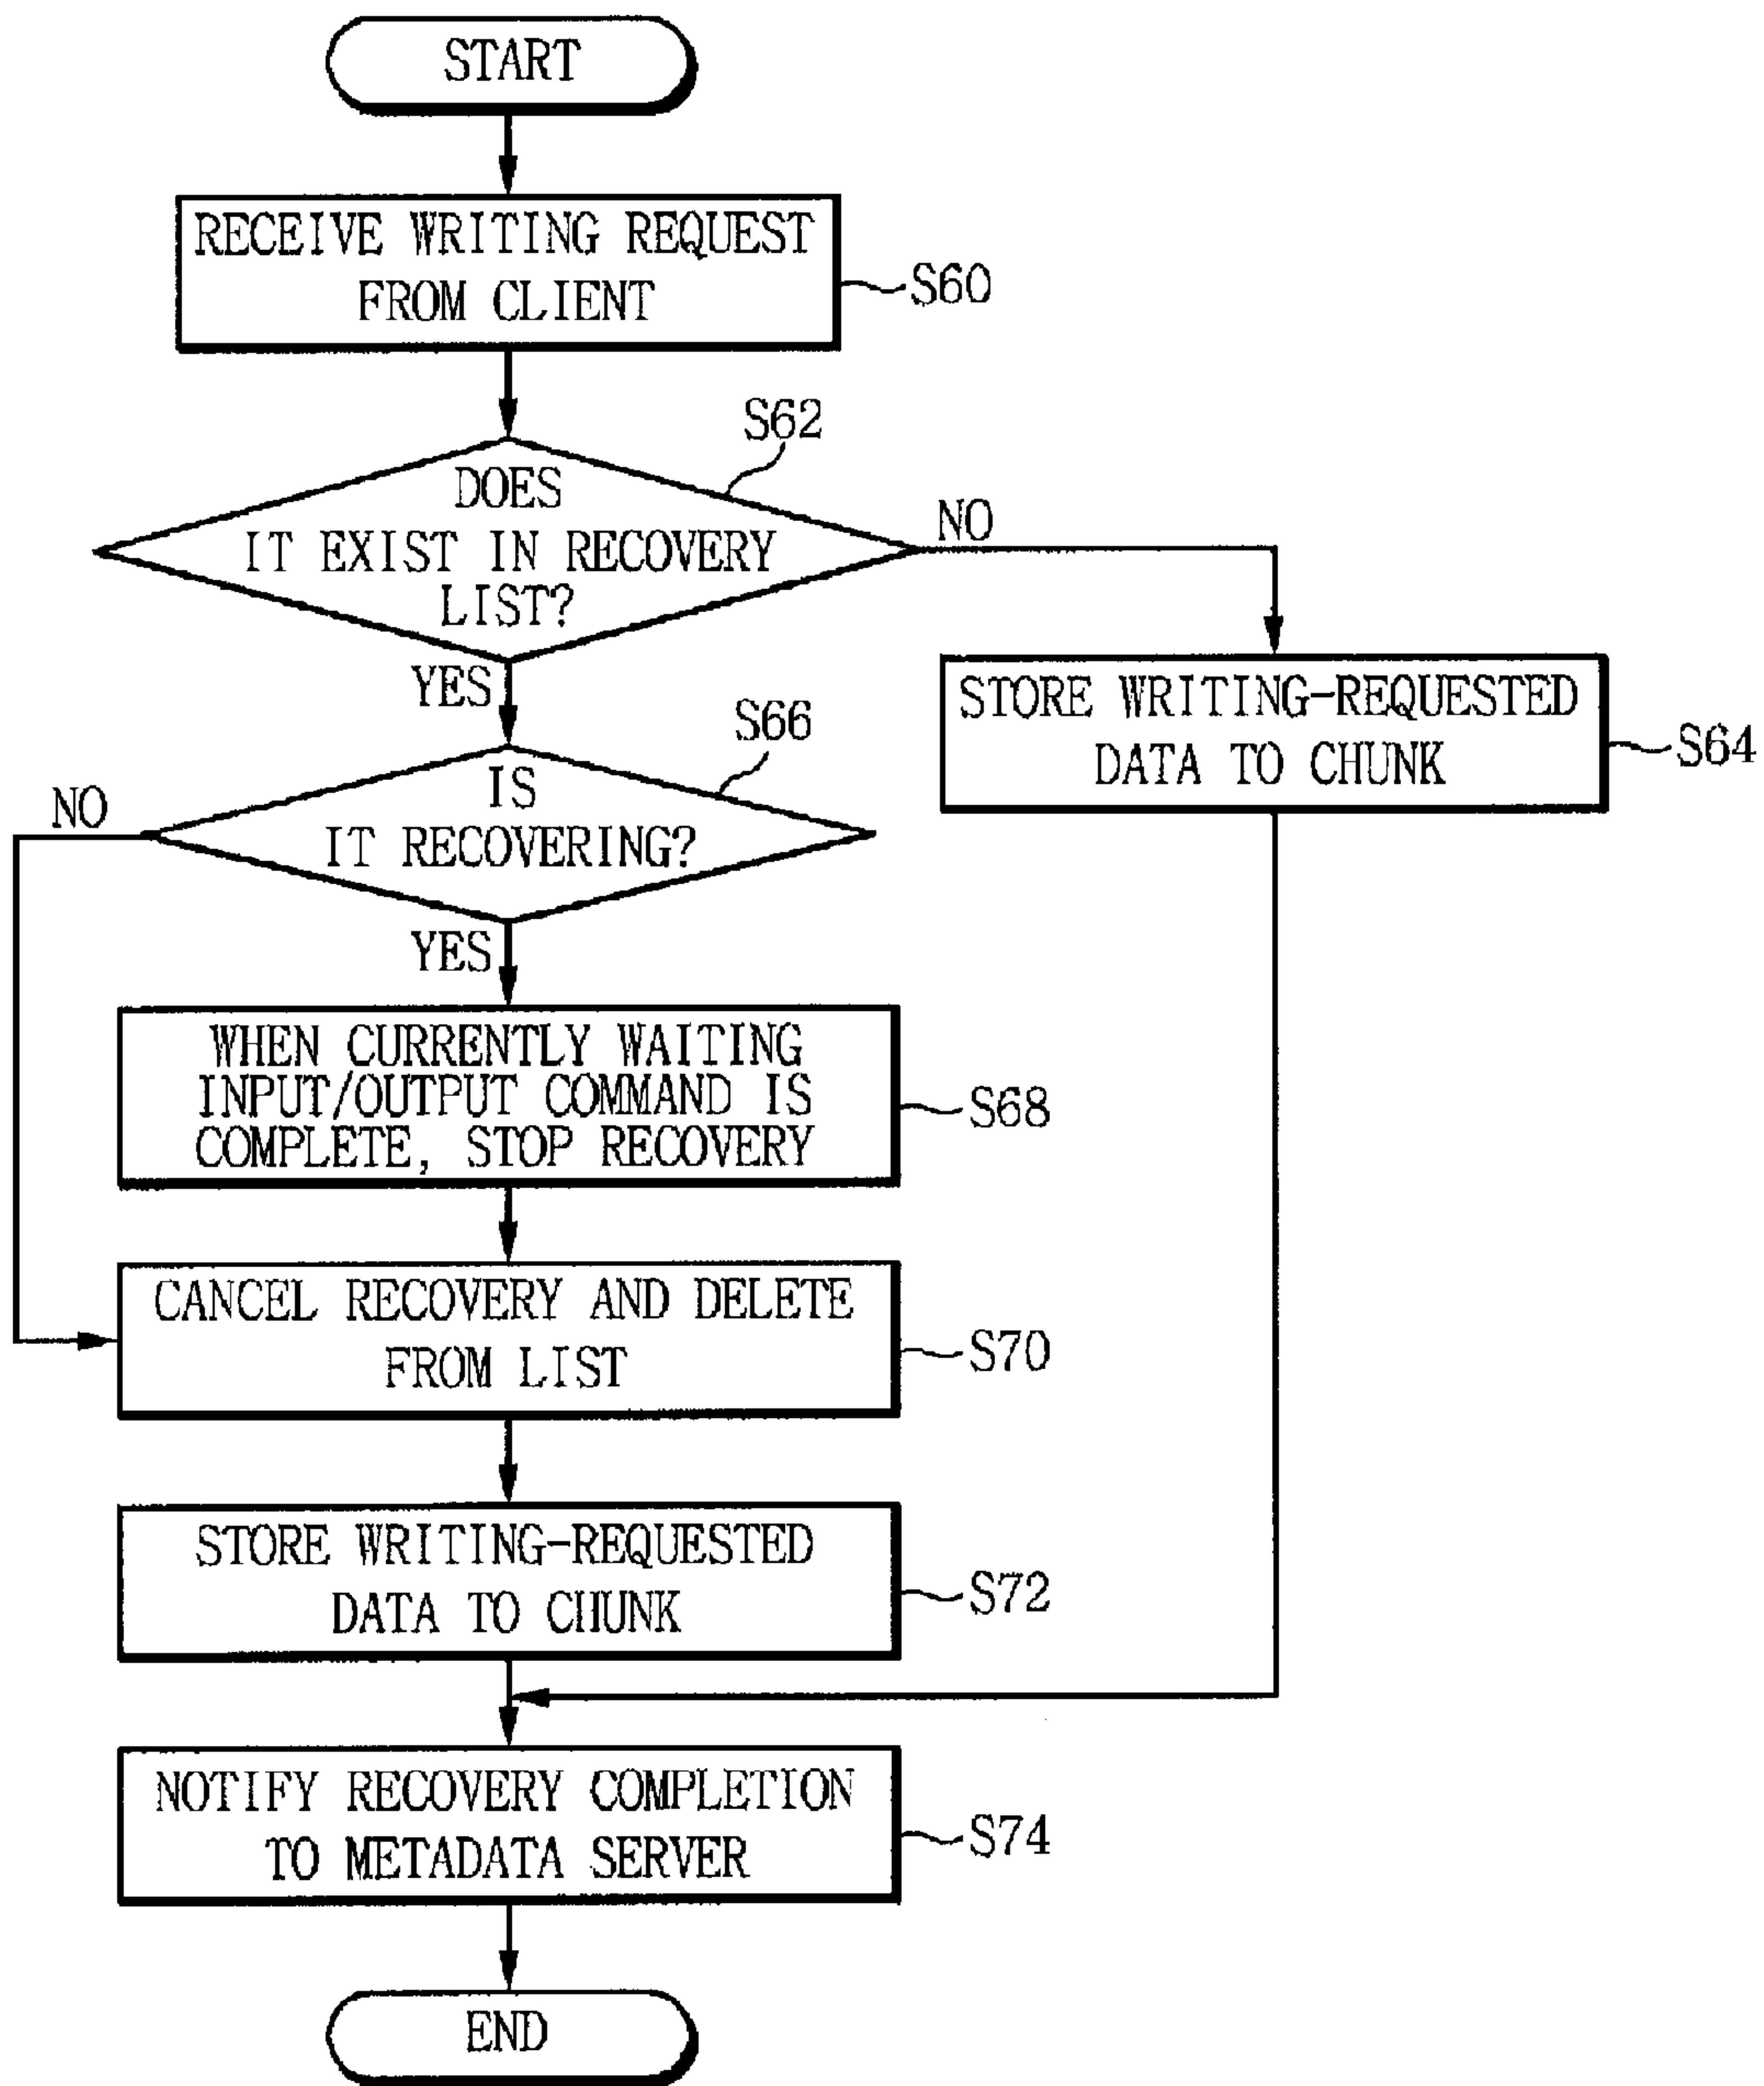 START
RECEIVE WRITING REQUEST
FROM CLIENT
S60
S62
DOES
IT EXIST IN RECOVERY
LIST?
NO
YES
STORE WRITING-REQUESTED
DATA TO CHUNK
S64
S66
IS
IT RECOVERING?
NO
YES
WHEN CURRENTLY WAITING
INPUT/OUTPUT COMMAND IS
COMPLETE, STOP RECOVERY
S68
CANCEL RECOVERY AND DELETE
FROM LIST
S70
STORE WRITING-REQUESTED
DATA TO CHUNK
S72
NOTIFY RECOVERY COMPLETION
TO METADATA SERVER
S74
END